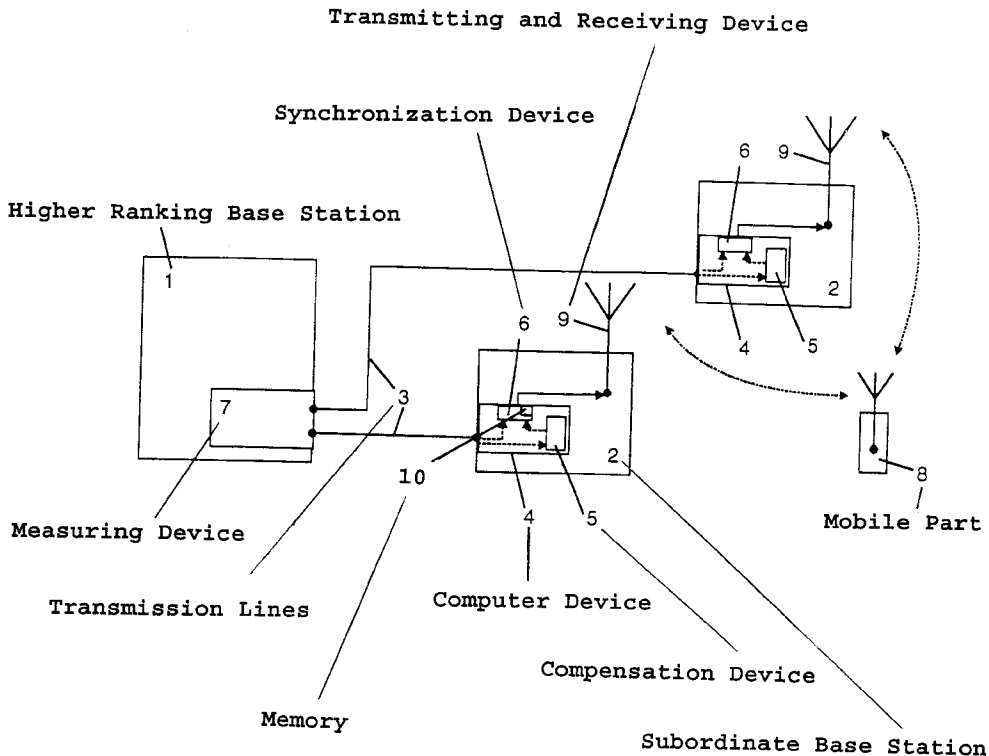 Transmitting and Receiving Device
Synchronization Device
6
9
Higher Ranking Base Station
1
2
9
6
4
5
3
7
10
2
8
4
5
Mobile Part
Measuring Device
Transmission Lines
Computer Device
Compensation Device
Memory
Subordinate Base Station